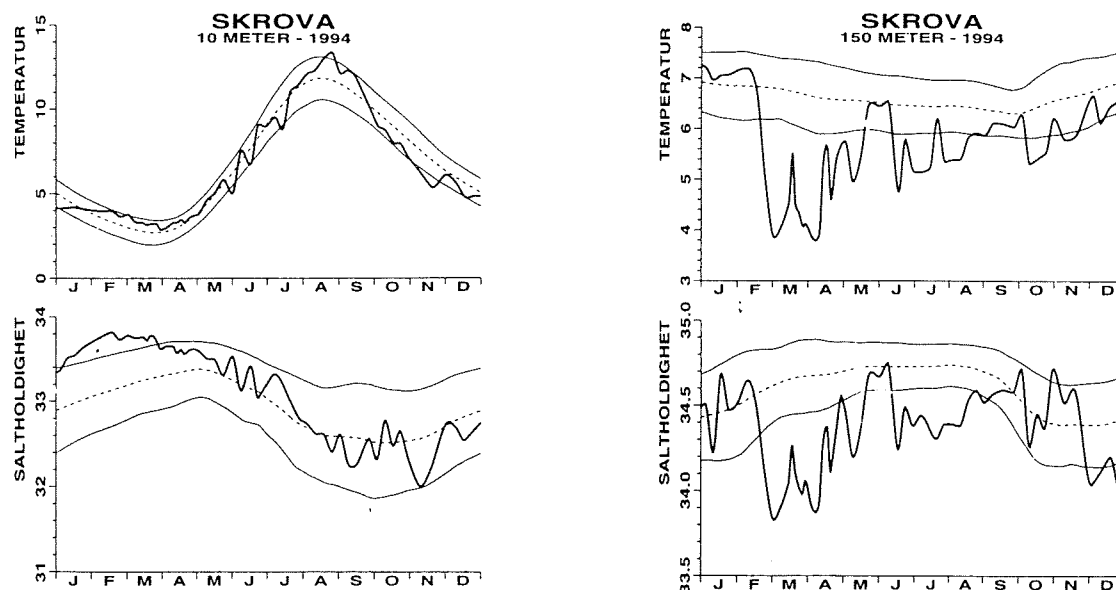 SKROVA
10 METER - 1994
TEMPERATUR
15
10
5
0
J F M A M J J A S O N D
SALTHOLDIGHET
34
33
32
31
J F M A M J J A S O N D
SKROVA
150 METER - 1994
TEMPERATUR
8
7
6
5
4
3
J F M A M J J A S O N D
SALTHOLDIGHET
35.0
34.5
34.0
33.5
J F M A M J J A S O N D